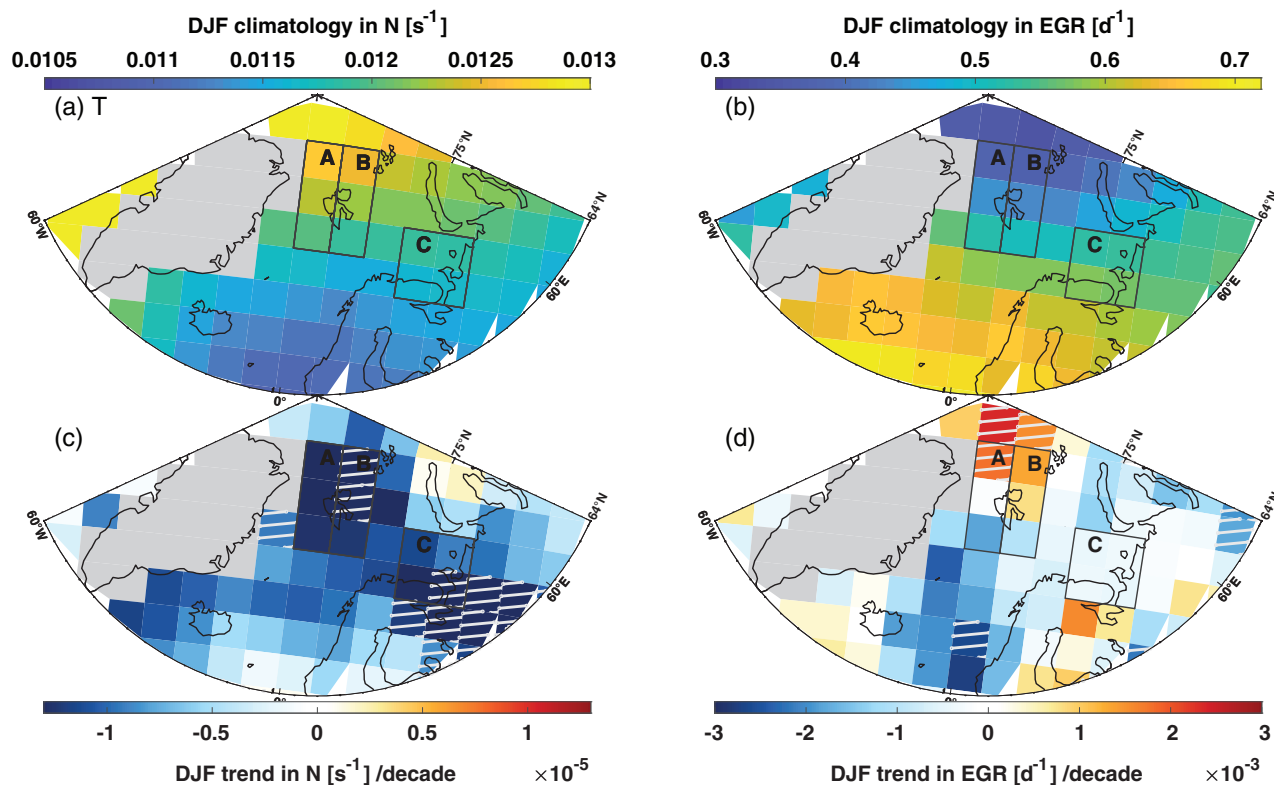 DJF climatology in N [s⁻¹]
0.0105 0.011 0.0115 0.012 0.0125 0.013
DJF climatology in EGR [d⁻¹]
0.3 0.4 0.5 0.6 0.7
(a) T
A
B
C
75°N
64°N
60°W
60°E
0°
(b)
A
B
C
75°N
64°N
60°W
60°E
0°
(c)
A
B
C
75°N
64°N
60°W
60°E
0°
(d)
A
B
C
75°N
64°N
60°W
60°E
0°
-1 -0.5 0 0.5 1
DJF trend in N [s⁻¹] /decade ×10⁻⁵
-3 -2 -1 0 1 2 3
DJF trend in EGR [d⁻¹] /decade ×10⁻³